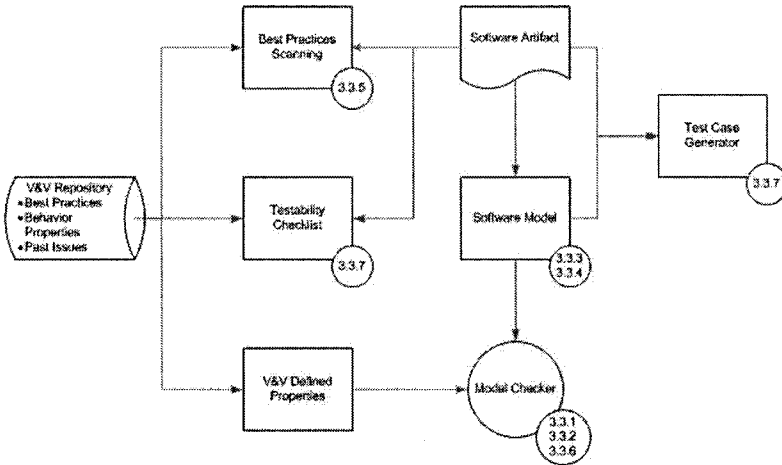 Best Practices
Scanning
3.3.5
Software Artifact
Test Case
Generator
3.3.7
V&V Repository
•Best Practices
•Behavior
Properties
•Past Issues
Testability
Checklist
3.3.7
Software Model
3.3.3
3.3.4
V&V Defined
Properties
Model Checker
3.3.1
3.3.2
3.3.6